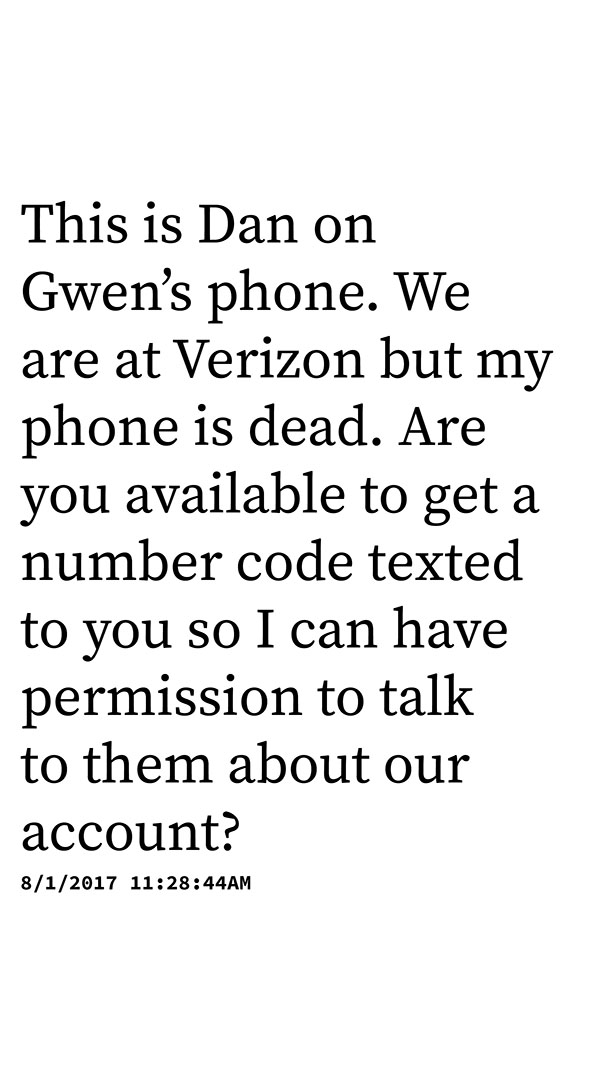 This is Dan on
Gwen’s phone. We
are at Verizon but my
phone is dead. Are
you available to get a
number code texted
to you so I can have
permission to talk
to them about our
account?
8/1/2017 11:28:44AM